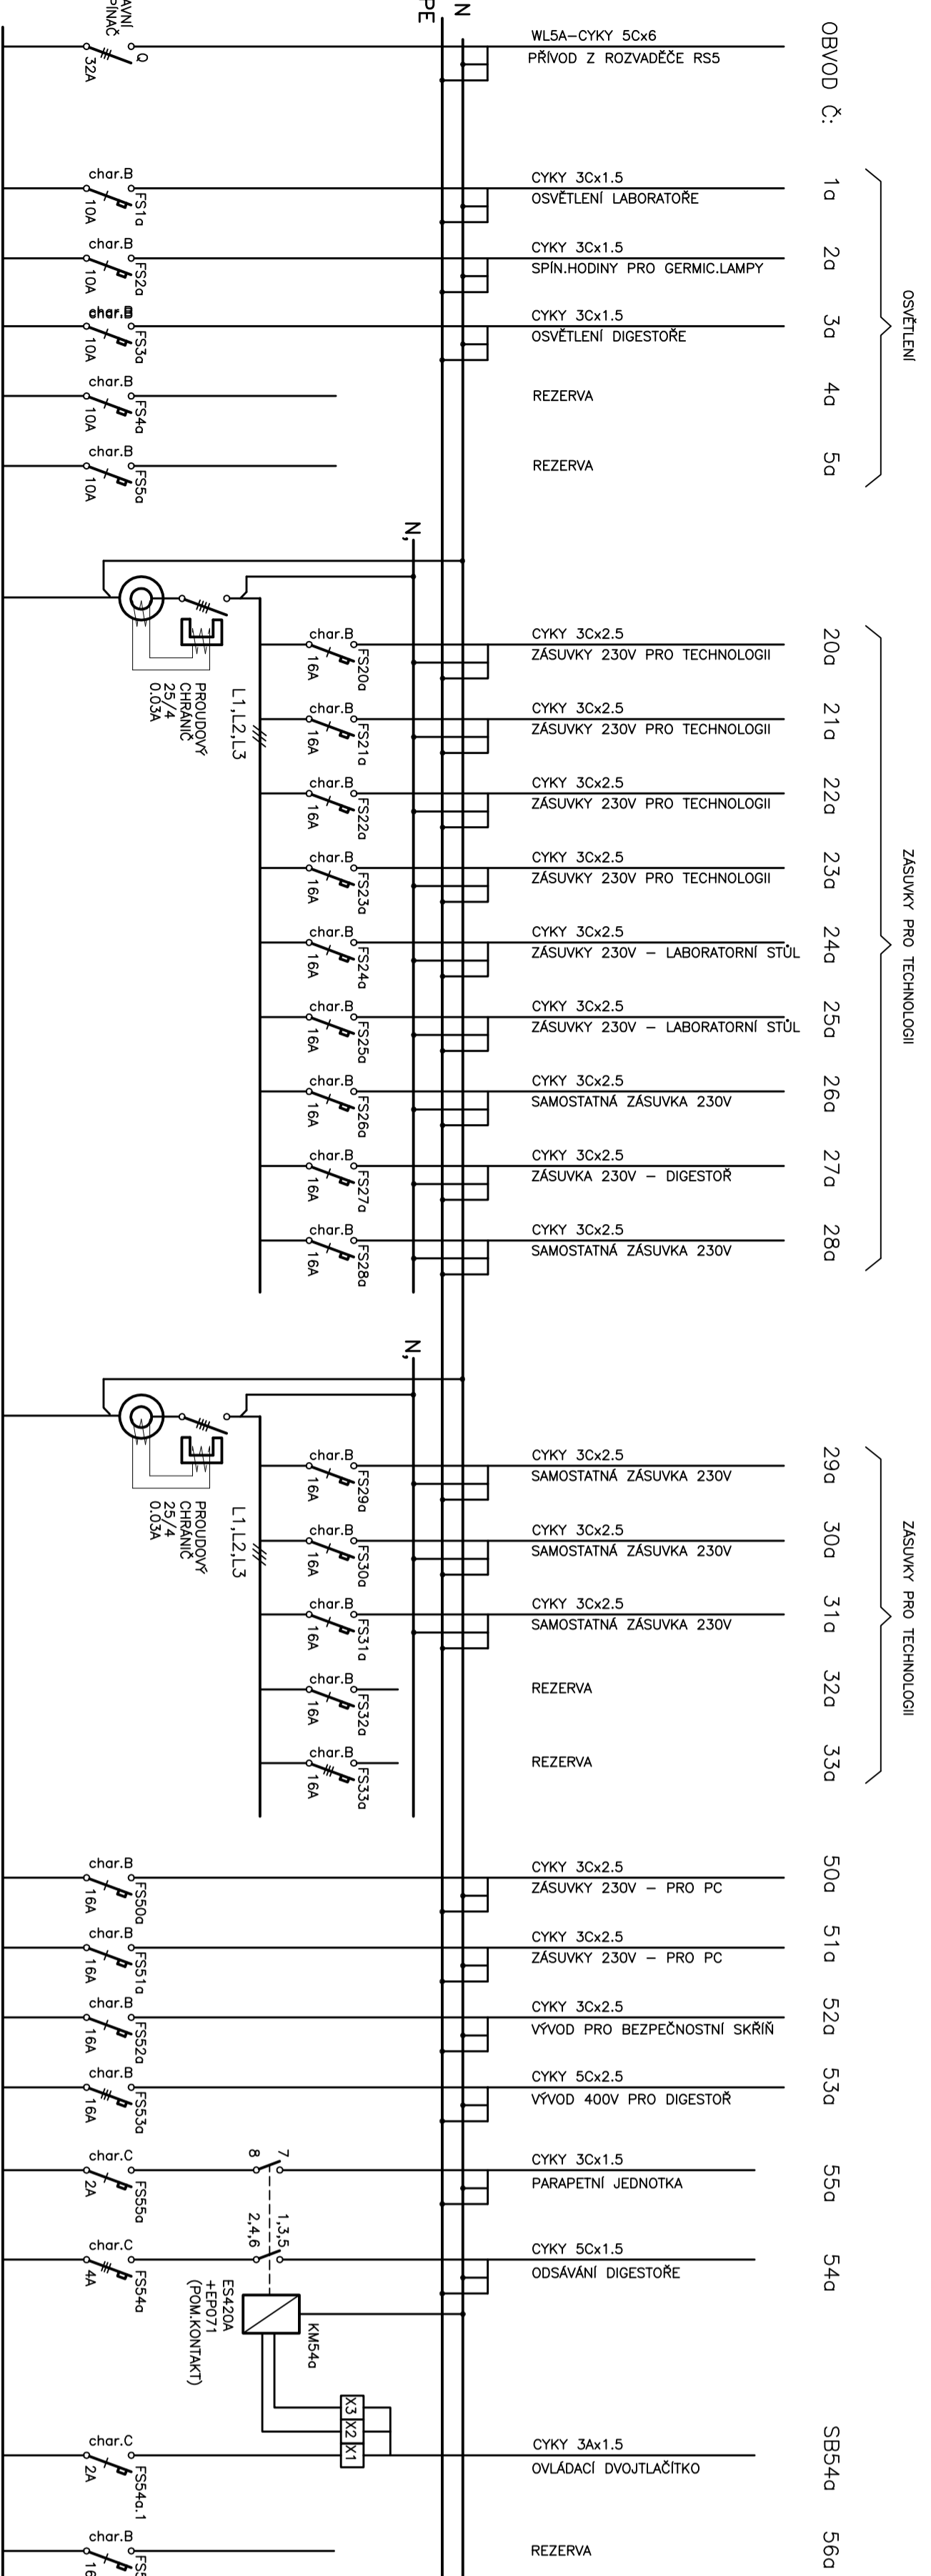 OBVOD Č:
N
PE
WL5A-CYKY 5Cx6
PŘÍVOD Z ROZVADĚČE RS5
Q
32A
OSVĚTLENÍ
1a
CYKY 3Cx1.5
OSVĚTLENÍ LABORATOŘE
char.B
FS1a
10A
2a
CYKY 3Cx1.5
SPÍN.HODINY PRO GERMIC.LAMPY
char.B
FS2a
10A
3a
CYKY 3Cx1.5
OSVĚTLENÍ DIGESTOŘE
char.B
FS3a
10A
4a
REZERVA
char.B
FS4a
10A
5a
REZERVA
char.B
FS5a
10A
ZÁSUVKY PRO TECHNOLOGII
N,
PROUDOVÝ
CHRÁNIČ
25/4
0.03A
L1,L2,L3
20a
CYKY 3Cx2.5
ZÁSUVKY 230V PRO TECHNOLOGII
char.B
FS20a
16A
21a
CYKY 3Cx2.5
ZÁSUVKY 230V PRO TECHNOLOGII
char.B
FS21a
16A
22a
CYKY 3Cx2.5
ZÁSUVKY 230V PRO TECHNOLOGII
char.B
FS22a
16A
23a
CYKY 3Cx2.5
ZÁSUVKY 230V PRO TECHNOLOGII
char.B
FS23a
16A
24a
CYKY 3Cx2.5
ZÁSUVKY 230V – LABORATORNÍ STŮL
char.B
FS24a
16A
25a
CYKY 3Cx2.5
ZÁSUVKY 230V – LABORATORNÍ STŮL
char.B
FS25a
16A
26a
CYKY 3Cx2.5
SAMOSTATNÁ ZÁSUVKA 230V
char.B
FS26a
16A
27a
CYKY 3Cx2.5
ZÁSUVKA 230V – DIGESTOŘ
char.B
FS27a
16A
28a
CYKY 3Cx2.5
SAMOSTATNÁ ZÁSUVKA 230V
char.B
FS28a
16A
ZÁSUVKY PRO TECHNOLOGII
N,
PROUDOVÝ
CHRÁNIČ
25/4
0.03A
L1,L2,L3
29a
CYKY 3Cx2.5
SAMOSTATNÁ ZÁSUVKA 230V
char.B
FS29a
16A
30a
CYKY 3Cx2.5
SAMOSTATNÁ ZÁSUVKA 230V
char.B
FS30a
16A
31a
CYKY 3Cx2.5
SAMOSTATNÁ ZÁSUVKA 230V
char.B
FS31a
16A
32a
REZERVA
char.B
FS32a
16A
33a
REZERVA
char.B
FS33a
16A
50a
CYKY 3Cx2.5
ZÁSUVKY 230V – PRO PC
char.B
FS50a
16A
51a
CYKY 3Cx2.5
ZÁSUVKY 230V – PRO PC
char.B
FS51a
16A
52a
CYKY 3Cx2.5
VÝVOD PRO BEZPEČNOSTNÍ SKŘÍŇ
char.B
FS52a
16A
53a
CYKY 5Cx2.5
VÝVOD 400V PRO DIGESTOŘ
char.B
FS53a
16A
55a
CYKY 3Cx1.5
PARAPETNÍ JEDNOTKA
7
8
char.C
FS55a
2A
54a
CYKY 5Cx1.5
ODSÁVÁNÍ DIGESTOŘE
1,3,5
2,4,6
char.C
FS54a
4A
KM54a
ES420A
+EP071
(POM.KONTAKT)
X3
X2
X1
SB54a
CYKY 3Ax1.5
OVLÁDACÍ DVOJTLAČÍTKO
char.C
FS54a.1
2A
56a
REZERVA
char.B